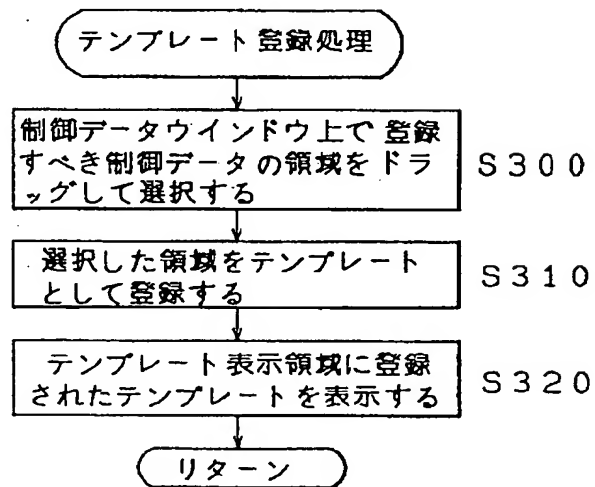 テンプレート登録処理
制御データウインドウ上で登録
すべき制御データの領域をドラ
ッグして選択する
S300
選択した領域をテンプレート
として登録する
S310
テンプレート表示領域に登録
されたテンプレートを表示する
S320
リターン